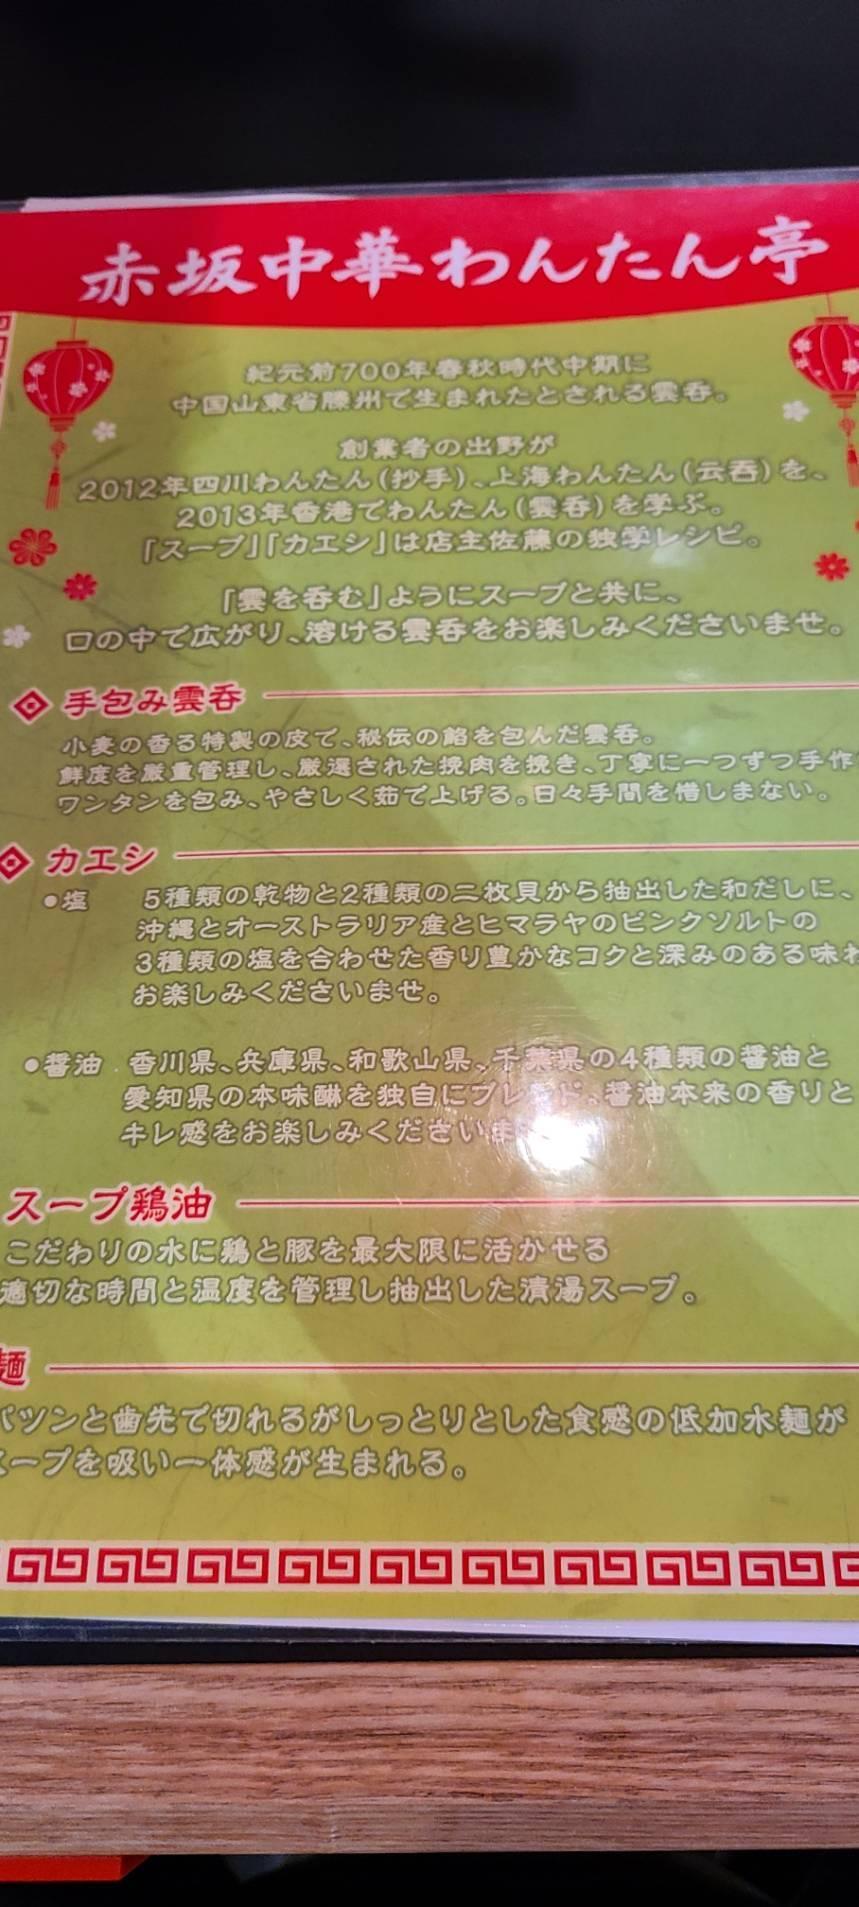 赤坂中華わんたん亭
紀元前700年春秋時代中期に
中国山東省滕州で生まれたとされる雲呑。
創業者の出野が
2012年四川わんたん(抄手)、上海わんたん(云吞)を、
2013年香港でわんたん(雲呑)を学ぶ。
「スープ」「カエシ」は店主佐藤の独学レシピ。
「雲を呑む」ようにスープと共に、
口の中で広がり、溶ける雲呑をお楽しみくださいませ。
手包み雲呑
小麦の香る特製の皮で、秘伝の餡を包んだ雲呑。
鮮度を厳重管理し、厳選された挽肉を挽き、丁寧に一つずつ手作
ワンタンを包み、やさしく茹で上げる。日々手間を惜しまない。
カエシ
●塩 5種類の乾物と2種類の二枚貝から抽出した和だしに、
沖縄とオーストラリア産とヒマラヤのピンクソルトの
3種類の塩を合わせた香り豊かなコクと深みのある味わ
お楽しみくださいませ。
●醤油 香川県、兵庫県、和歌山県、千葉県の4種類の醤油と
愛知県の本味醂を独自にブレンド。醤油本来の香りと
キレ感をお楽しみくださいま
スープ鶏油
こだわりの水に鶏と豚を最大限に活かせる
適切な時間と温度を管理し抽出した清湯スープ。
麺
パツンと歯先で切れるがしっとりとした食感の低加水麺が
スープを吸い一体感が生まれる。